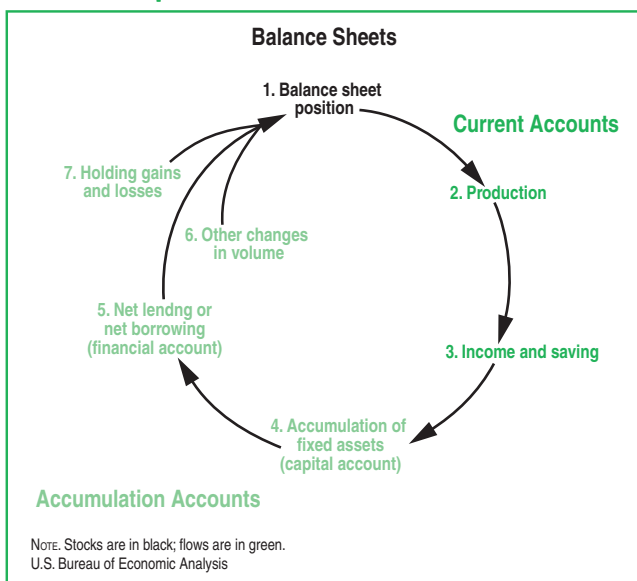 Balance Sheets
1. Balance sheet
position
Current Accounts
2. Production
3. Income and saving
4. Accumulation of
fixed assets
(capital account)
5. Net lendng or
net borrowing
(financial account)
6. Other changes
in volume
7. Holding gains
and losses
Accumulation Accounts
NOTE. Stocks are in black; flows are in green.
U.S. Bureau of Economic Analysis